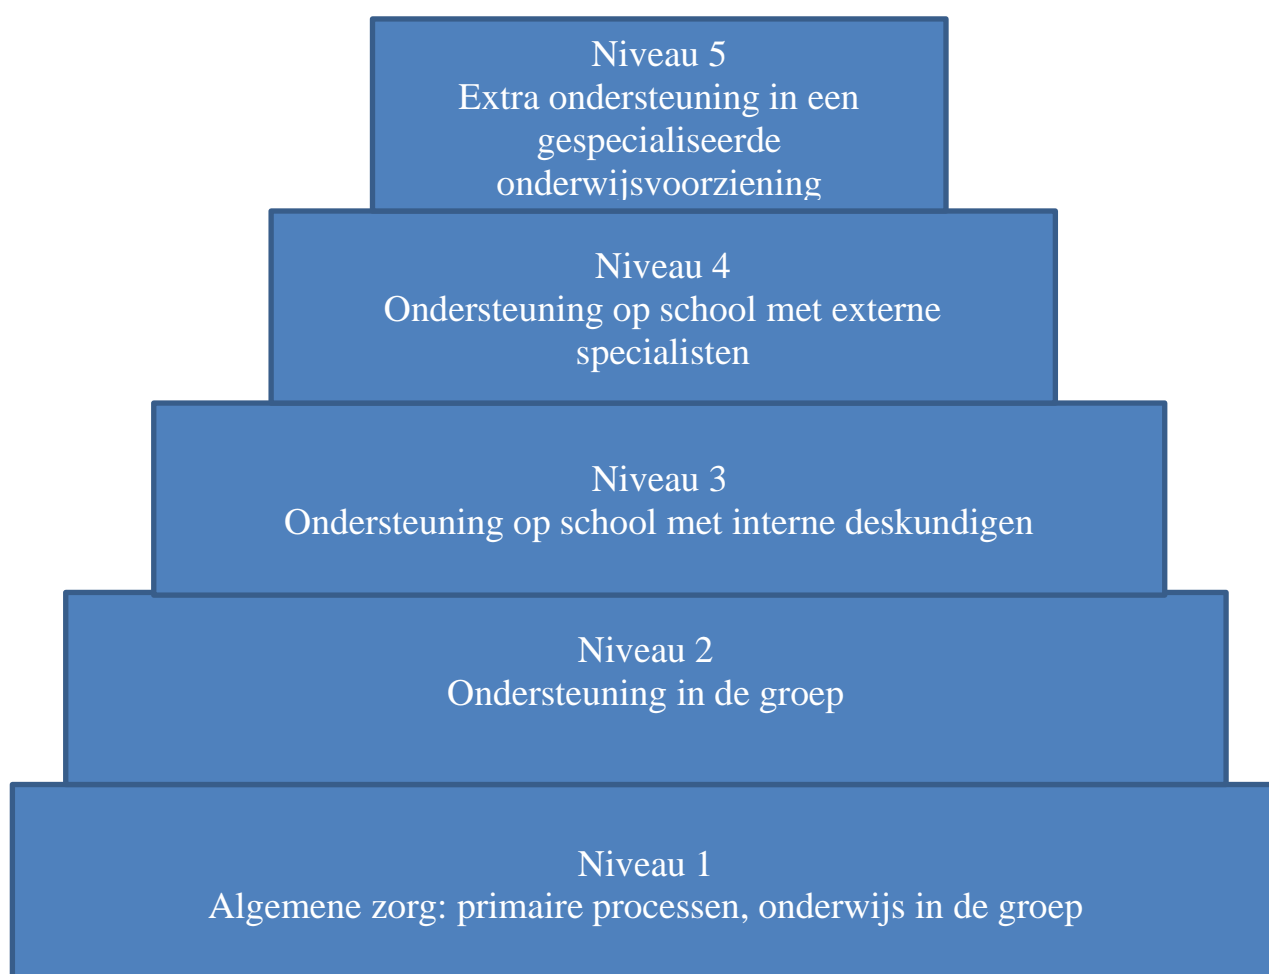 Niveau 5
Extra ondersteuning in een
gespecialiseerde
onderwijsvoorziening
Niveau 4
Ondersteuning op school met externe
specialisten
Niveau 3
Ondersteuning op school met interne deskundigen
Niveau 2
Ondersteuning in de groep
Niveau 1
Algemene zorg: primaire processen, onderwijs in de groep